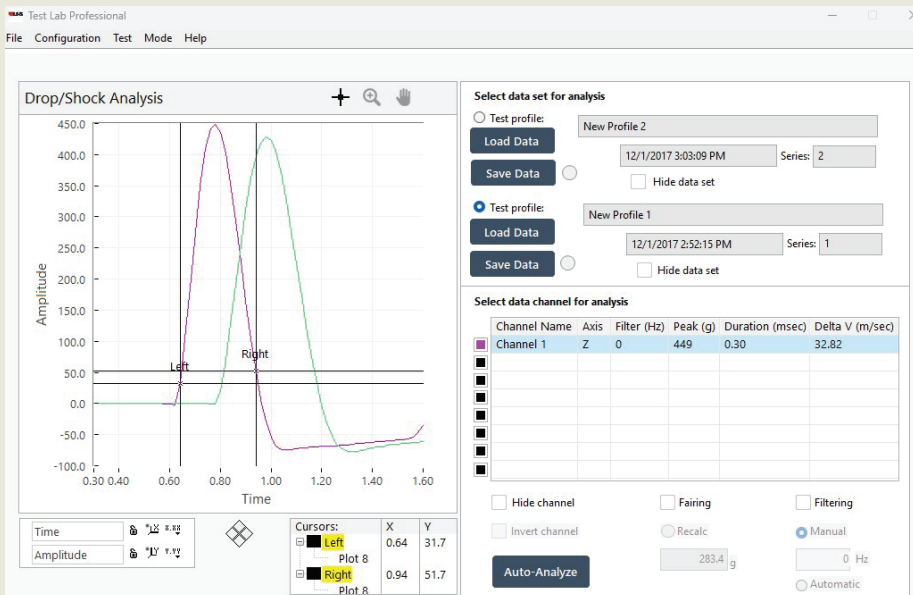 Test Lab Professional
File Configuration Test Mode Help
Drop/Shock Analysis
450.0
400.0
350.0
300.0
250.0
200.0
150.0
100.0
50.0
0.0
-50.0
-100.0
Amplitude
Left
Right
0.30 0.40 0.60 0.80 1.00 1.20 1.40 1.60
Time
Time
Amplitude
Cursors: X Y
Left 0.64 31.7
Plot 8
Right 0.94 51.7
Plot 8
Select data set for analysis
Test profile: New Profile 2
Load Data
12/1/2017 3:03:09 PM Series: 2
Save Data
Hide data set
Test profile: New Profile 1
Load Data
12/1/2017 2:52:15 PM Series: 1
Save Data
Hide data set
Select data channel for analysis
Channel Name Axis Filter (Hz) Peak (g) Duration (msec) Delta V (m/sec)
Channel 1 Z 0 449 0.30 32.82
Hide channel Fairing Filtering
Invert channel Recalc Manual
283.4 g 0 Hz
Auto-Analyze
Automatic